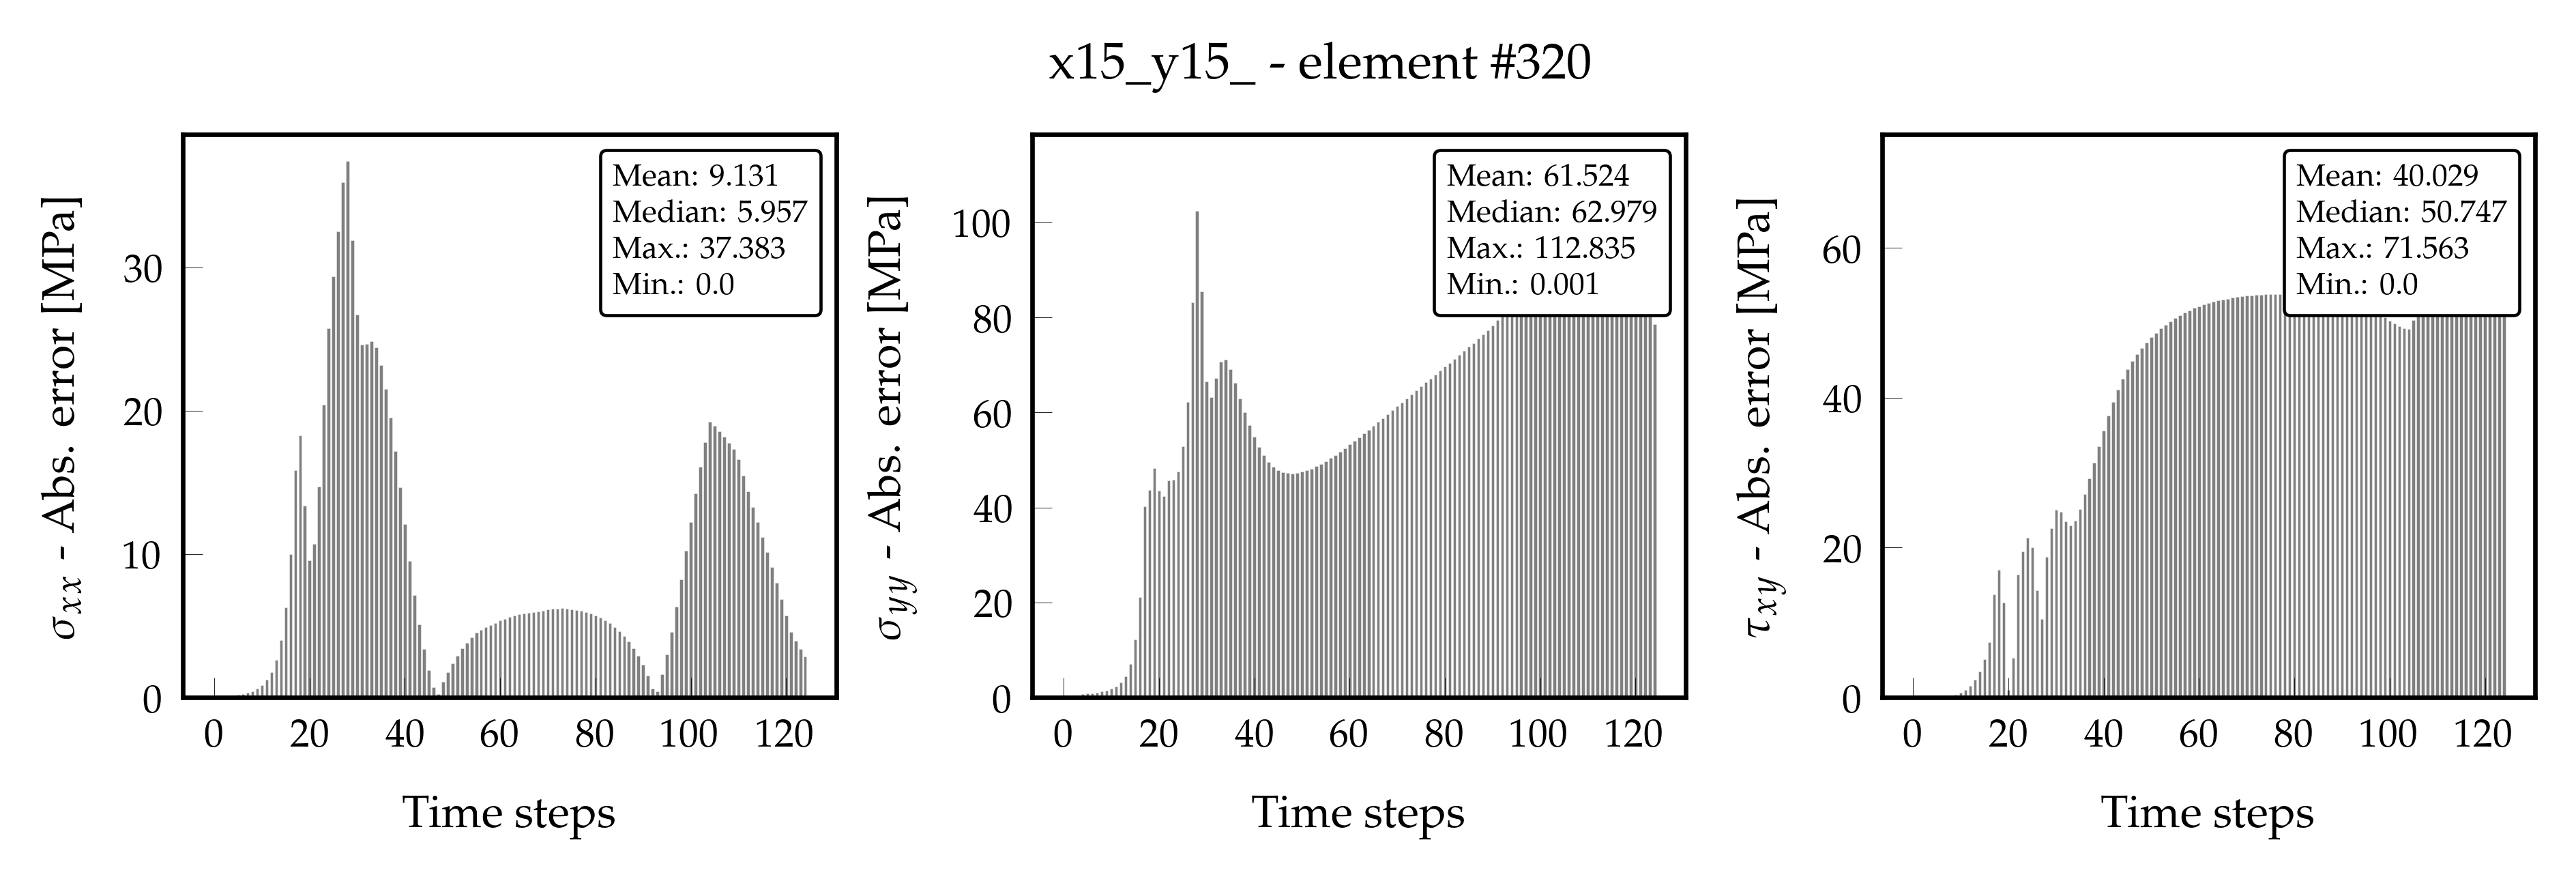 x15_y15_ - element #320
σxx - Abs. error [MPa]
30
20
10
0
Mean: 9.131
Median: 5.957
Max.: 37.383
Min.: 0.0
0 20 40 60 80 100 120
Time steps
σyy - Abs. error [MPa]
100
80
60
40
20
0
Mean: 61.524
Median: 62.979
Max.: 112.835
Min.: 0.001
0 20 40 60 80 100 120
Time steps
τxy - Abs. error [MPa]
60
40
20
0
Mean: 40.029
Median: 50.747
Max.: 71.563
Min.: 0.0
0 20 40 60 80 100 120
Time steps